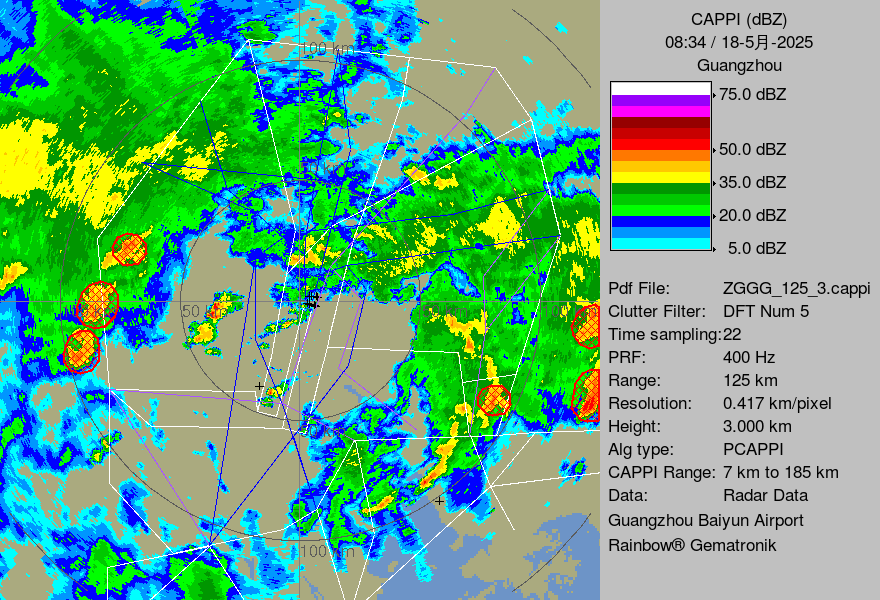 CAPPI (dBZ)
08:34 / 18-5月-2025
Guangzhou
75.0 dBZ
50.0 dBZ
35.0 dBZ
20.0 dBZ
5.0 dBZ
Pdf File: ZGGG_125_3.cappi
Clutter Filter: DFT Num 5
Time sampling:22
PRF: 400 Hz
Range: 125 km
Resolution: 0.417 km/pixel
Height: 3.000 km
Alg type: PCAPPI
CAPPI Range: 7 km to 185 km
Data: Radar Data
Guangzhou Baiyun Airport
Rainbow® Gematronik
100 km
50 km
100 km